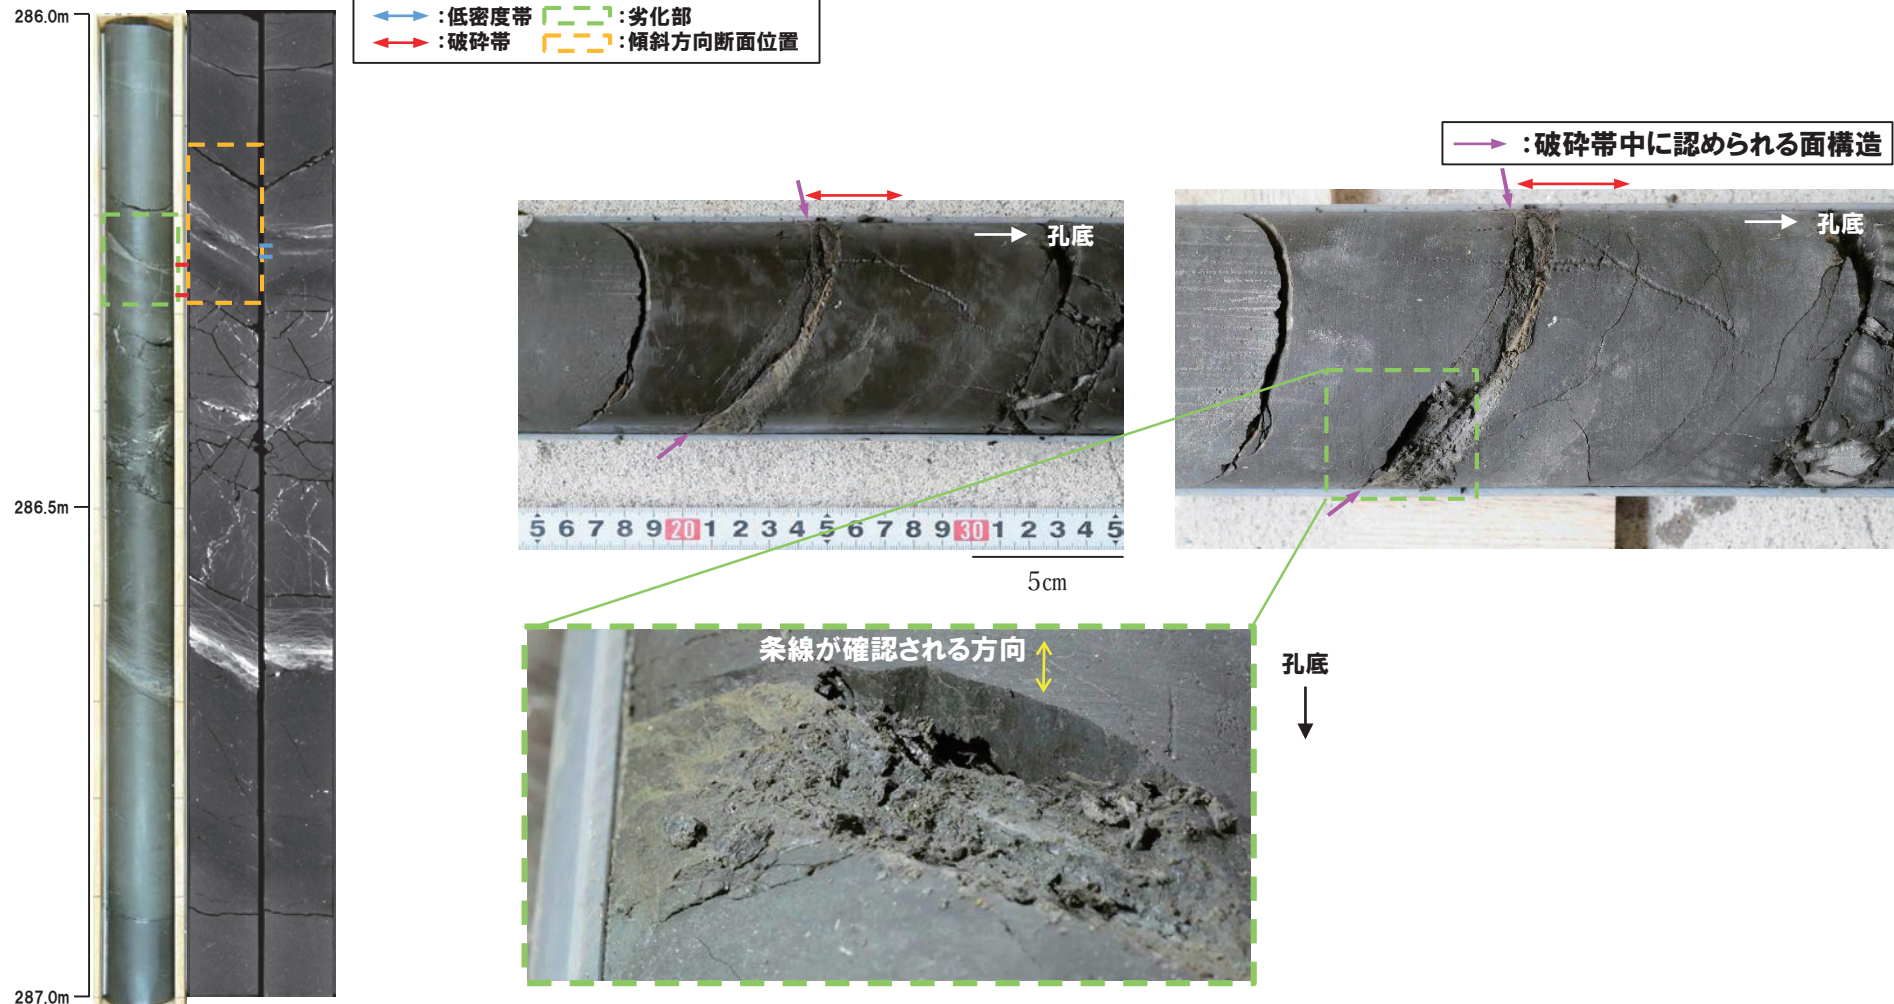 286.0m
286.5m
287.0m
:低密度帯
:劣化部
:破砕帯
:傾斜方向断面位置
:破砕帯中に認められる面構造
孔底
5 6 7 8 9 20 1 2 3 4 5 6 7 8 9 30 1 2 3 4 5
5cm
孔底
条線が確認される方向
孔底